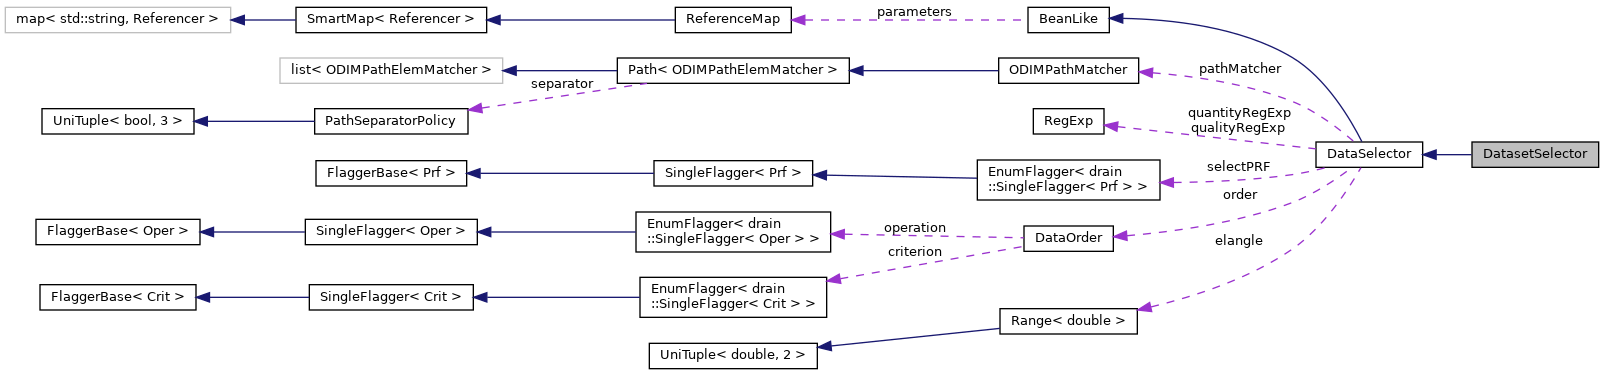 map< std::string, Referencer >
SmartMap< Referencer >
ReferenceMap
parameters
BeanLike
list< ODIMPathElemMatcher >
Path< ODIMPathElemMatcher >
ODIMPathMatcher
pathMatcher
separator
UniTuple< bool, 3 >
PathSeparatorPolicy
RegExp
quantityRegExp
qualityRegExp
DataSelector
DatasetSelector
FlaggerBase< Prf >
SingleFlagger< Prf >
EnumFlagger< drain
::SingleFlagger< Prf > >
selectPRF
order
FlaggerBase< Oper >
SingleFlagger< Oper >
EnumFlagger< drain
::SingleFlagger< Oper > >
operation
DataOrder
elangle
criterion
FlaggerBase< Crit >
SingleFlagger< Crit >
EnumFlagger< drain
::SingleFlagger< Crit > >
Range< double >
UniTuple< double, 2 >